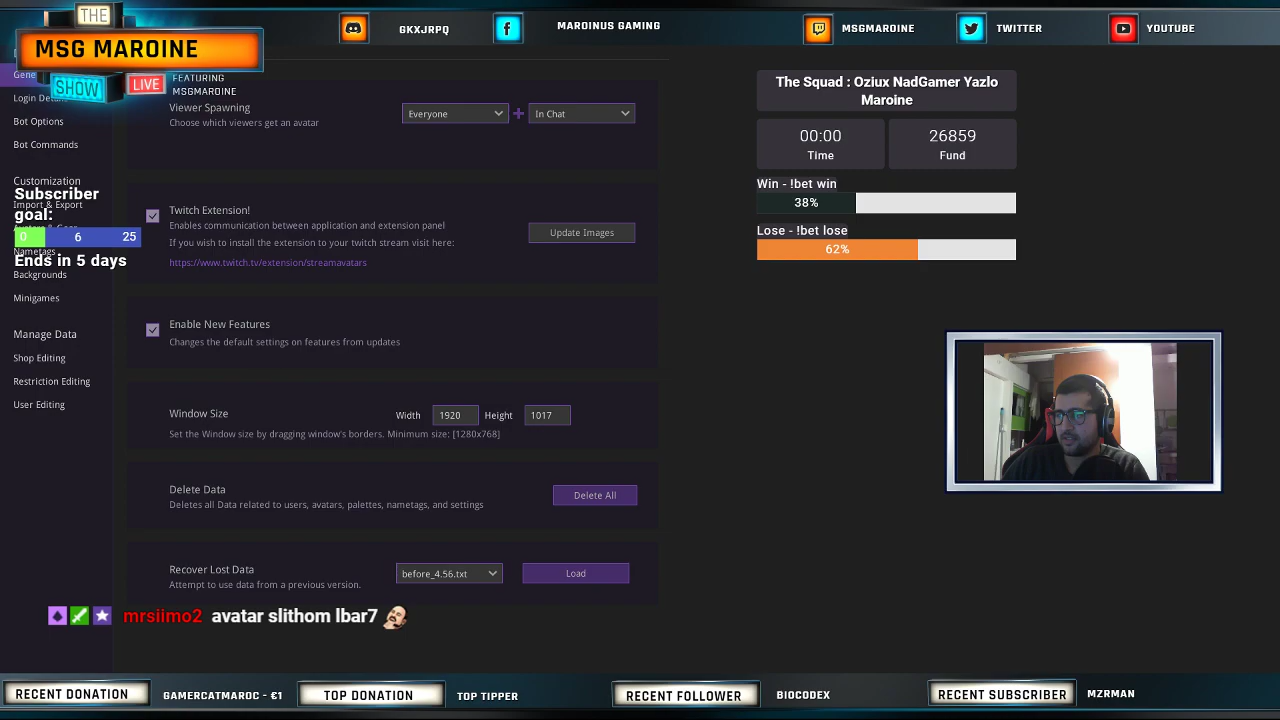 THE
MSG MAROINE
SHOW
LIVE
FEATURING
MSGMAROINE
GKXJRPQ
MAROINUS GAMING
MSGMAROINE
TWITTER
YOUTUBE
Login
Bot Options
Bot Commands
Customization
Import & Export
Nametags
Backgrounds
Minigames
Manage Data
Shop Editing
Restriction Editing
User Editing
Subscriber
goal:
0 6 25
Ends in 5 days
Viewer Spawning
Choose which viewers get an avatar
Everyone + In Chat
Twitch Extension!
Enables communication between application and extension panel
If you wish to install the extension to your twitch stream visit here:
https://www.twitch.tv/extension/streamavatars
Update Images
Enable New Features
Changes the default settings on features from updates
Window Size
Width 1920 Height 1017
Set the Window size by dragging window's borders. Minimum size: [1280x768]
Delete Data
Deletes all Data related to users, avatars, palettes, nametags, and settings
Delete All
Recover Lost Data
Attempt to use data from a previous version.
before_4.56.txt
Load
mrsiimo2 avatar slithom lbar7
The Squad : Oziux NadGamer Yazlo
Maroine
00:00
Time
26859
Fund
Win - !bet win
38%
Lose - !bet lose
62%
RECENT DONATION
GAMERCATMAROC - €1
TOP DONATION
TOP TIPPER
RECENT FOLLOWER
BIOCODEX
RECENT SUBSCRIBER
MZRMAN